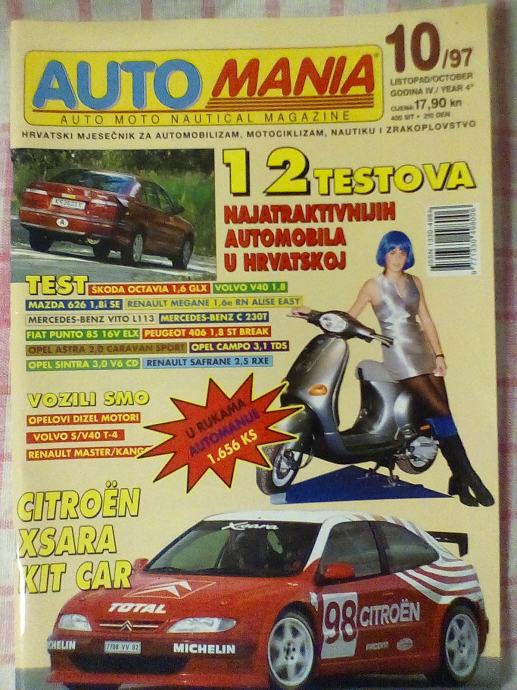 AUTO MANIA
10/97
AUTO MOTO NAUTICAL MAGAZINE
LISTOPAD/OCTOBER
GODINA IV / YEAR 4
CIJENA: 17,90 kn
HRVATSKI MJESEČNIK ZA AUTOMOBILIZAM, MOTOCIKLIZAM, NAUTIKU I ZRAKOPLOVSTVO
12 TESTOVA
NAJATRAKTIVNIJIH
AUTOMOBILA
U HRVATSKOJ
TEST
ŠKODA OCTAVIA 1,6 GLX
VOLVO V40 1.8
MAZDA 626 1,8i SE
RENAULT MEGANE 1,6e RN ALISE EASY
MERCEDES-BENZ VITO L113
MERCEDES-BENZ C 230T
FIAT PUNTO 85 16V ELX
PEUGEOT 406 1,8 ST BREAK
OPEL ASTRA 2,0 CARAVAN SPORT
OPEL CAMPO 3,1 TDS
OPEL SINTRA 3,0 V6 CD
RENAULT SAFRANE 2,5 RXE
VOZILI SMO
OPELOVI DIZEL MOTORI
VOLVO S/V40 T-4
RENAULT MASTER/KANGOO
U RUKAMA
AUTOMANIJE
1.656 KS
CITROËN
XSARA
KIT CAR
Xsara
TOTAL
98 CITROËN
MICHELIN
MICHELIN